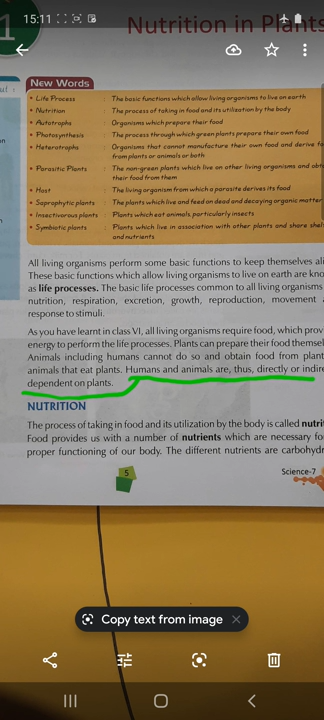 15:11
1
Nutrition in Plants
New Words
• Life Process : The basic functions which allow living organisms to live on earth
• Nutrition : The process of taking in food and its utilization by the body
• Autotrophs : Organisms which prepare their food
• Photosynthesis : The process through which green plants prepare their own food
• Heterotrophs : Organisms that cannot manufacture their own food and derive fo
from plants or animals or both
• Parasitic Plants : The non-green plants which live on other living organisms and obt
their food from them
• Host : The living organism from which a parasite derives its food
• Saprophytic plants : The plants which live and feed on dead and decaying organic matter
• Insectivorous plants : Plants which eat animals particularly insects
• Symbiotic plants : Plants which live in association with other plants and share shel
and nutrients
All living organisms perform some basic functions to keep themselves ali
These basic functions which allow living organisms to live on earth are kno
as life processes. The basic life processes common to all living organisms
nutrition, respiration, excretion, growth, reproduction, movement
response to stimuli.
As you have learnt in class VI, all living organisms require food, which prov
energy to perform the life processes. Plants can prepare their food themsel
Animals including humans cannot do so and obtain food from plant
animals that eat plants. Humans and animals are, thus, directly or indire
dependent on plants.
NUTRITION
The process of taking in food and its utilization by the body is called nutri
Food provides us with a number of nutrients which are necessary fo
proper functioning of our body. The different nutrients are carbohydr
5
Science-7
Copy text from image